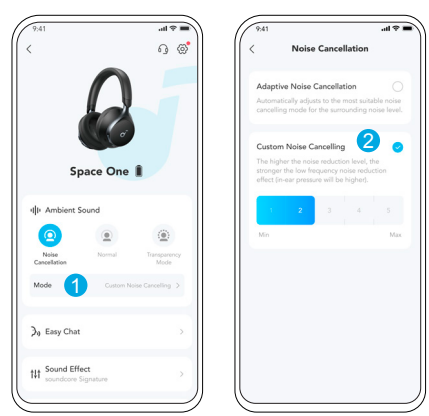 9:41
Space One
Ambient Sound
Noise
Cancellation
Normal
Transparency
Mode
Mode
1
Custom Noise Cancelling >
Easy Chat
Sound Effect
soundcore Signature
9:41
Noise Cancellation
Adaptive Noise Cancellation
Automatically adjusts to the most suitable noise
cancelling mode for the surrounding noise level.
Custom Noise Cancelling
2
The higher the noise reduction level, the
stronger the low frequency noise reduction
effect (in-ear pressure will be higher).
1 2 3 4 5
Min Max